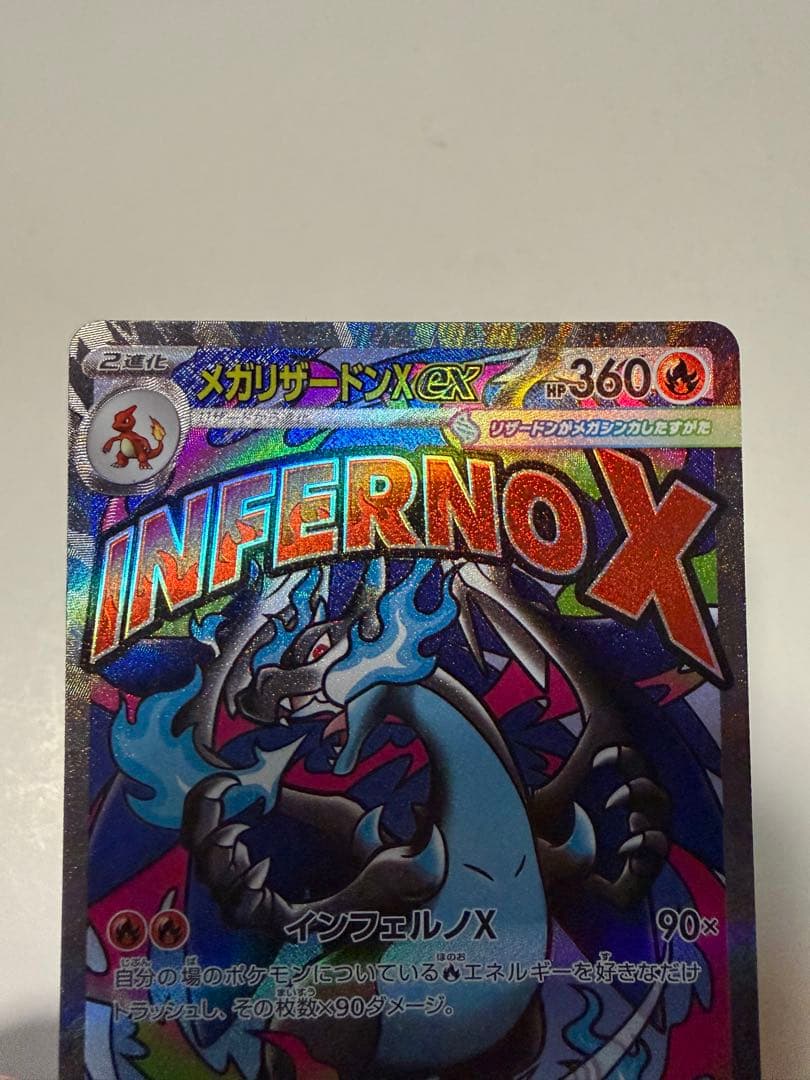 2進化 メガリザードンXex HP360
リザードンがメガシンカしたすがた
INFERNO X
インフェルノX 90×
自分の場のポケモンについているエネルギーを好きなだけ
トラッシュし、その枚数×90ダメージ。